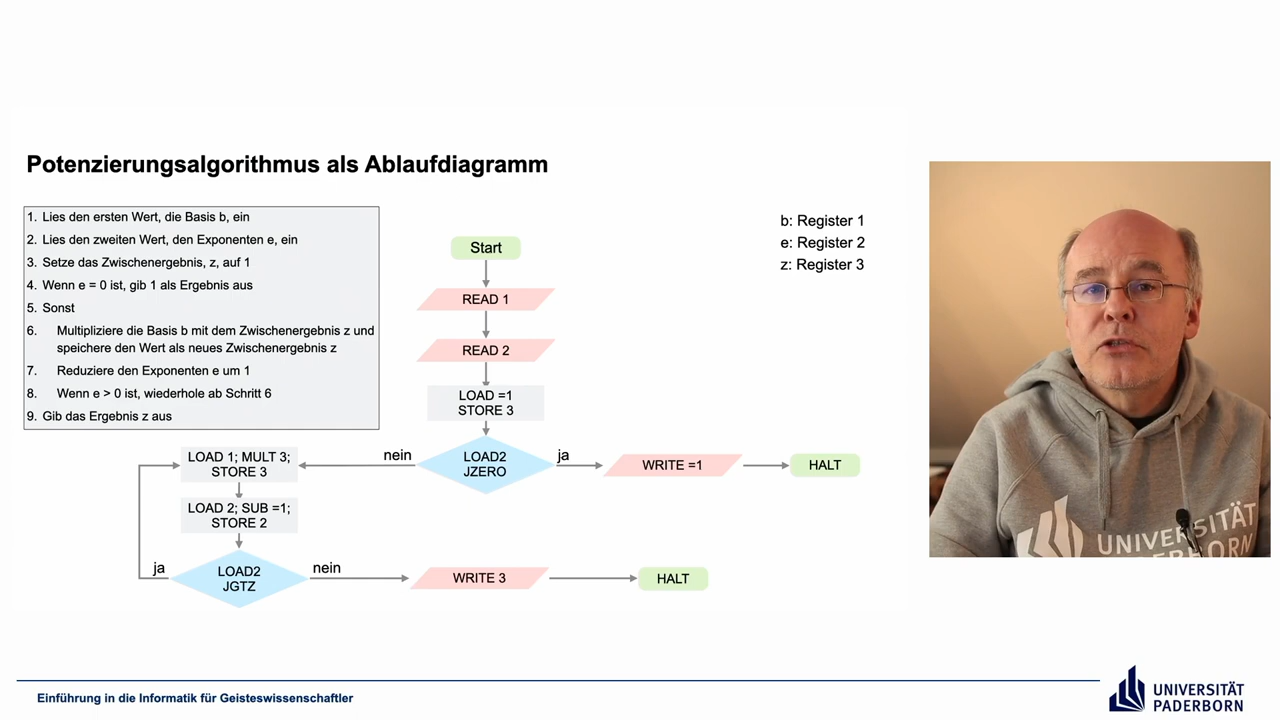 Potenzierungsalgorithmus als Ablaufdiagramm
1. Lies den ersten Wert, die Basis b, ein
2. Lies den zweiten Wert, den Exponenten e, ein
3. Setze das Zwischenergebnis, z, auf 1
4. Wenn e = 0 ist, gib 1 als Ergebnis aus
5. Sonst
6. Multipliziere die Basis b mit dem Zwischenergebnis z und
speichere den Wert als neues Zwischenergebnis z
7. Reduziere den Exponenten e um 1
8. Wenn e > 0 ist, wiederhole ab Schritt 6
9. Gib das Ergebnis z aus
b: Register 1
e: Register 2
z: Register 3
Start
READ 1
READ 2
LOAD =1
STORE 3
LOAD2
JZERO
ja
WRITE =1
HALT
nein
LOAD 1; MULT 3;
STORE 3
LOAD 2; SUB =1;
STORE 2
LOAD2
JGTZ
ja
nein
WRITE 3
HALT
UNIVERSITÄT
PADERBORN
Einführung in die Informatik für Geisteswissenschaftler
UNIVERSITÄT
PADERBORN